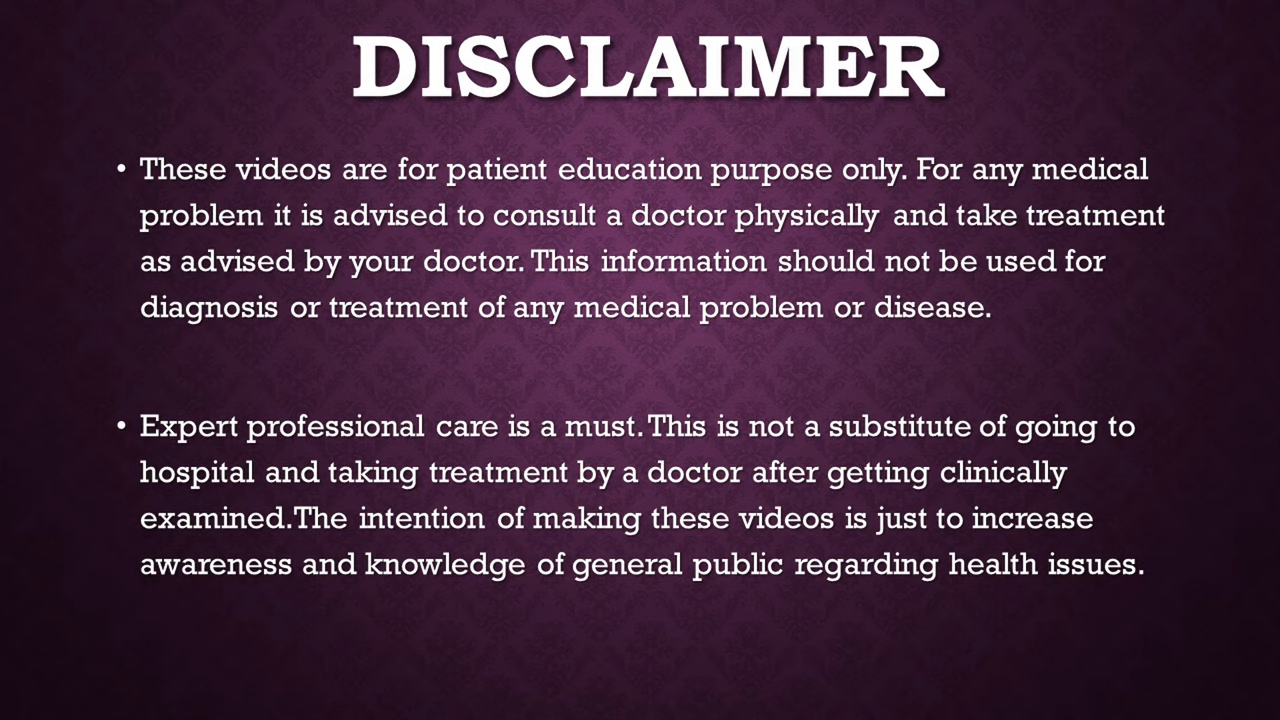 DISCLAIMER
• These videos are for patient education purpose only. For any medical
problem it is advised to consult a doctor physically and take treatment
as advised by your doctor. This information should not be used for
diagnosis or treatment of any medical problem or disease.
• Expert professional care is a must. This is not a substitute of going to
hospital and taking treatment by a doctor after getting clinically
examined.The intention of making these videos is just to increase
awareness and knowledge of general public regarding health issues.